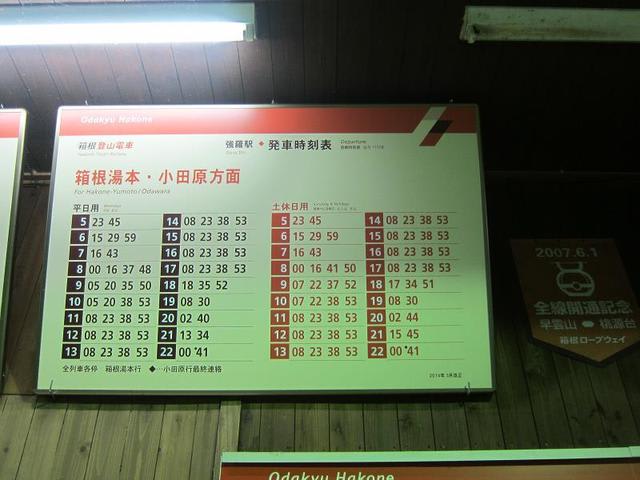 Odakyu Hakone
箱根登山電車 強羅駅 ◆ 発車時刻表 Departure
箱根湯本・小田原方面
For Hakone-Yumoto/Odawara
平日用
5 23 45
6 15 29 59
7 16 43
8 00 16 37 48
9 05 20 35 50
10 05 20 38 53
11 08 23 38 53
12 08 23 38 53
13 08 23 38 53
14 08 23 38 53
15 08 23 38 53
16 08 23 38 53
17 08 23 38 53
18 18 35 52
19 08 30
20 02 40
21 13 34
22 00 ◆41
土休日用
5 23 45
6 15 29 59
7 16 43
8 00 16 41 50
9 07 22 37 52
10 07 22 38 53
11 08 23 38 53
12 08 23 38 53
13 08 23 38 53
14 08 23 38 53
15 08 23 38 53
16 08 23 38 53
17 08 23 38 53
18 17 34 51
19 08 30
20 02 44
21 15 45
22 00 ◆41
全列車各停 箱根湯本行 ◆…小田原行最終連絡
2007.6.1
全線開通記念
早雲山 ⇔ 桃源台
箱根ロープウェイ
Odakyu Hakone